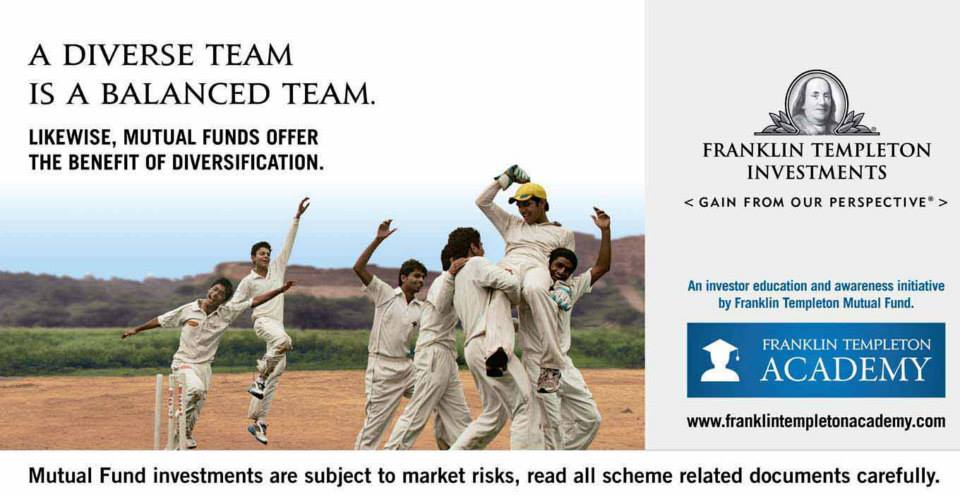 A DIVERSE TEAM
IS A BALANCED TEAM.
LIKEWISE, MUTUAL FUNDS OFFER
THE BENEFIT OF DIVERSIFICATION.
FRANKLIN TEMPLETON
INVESTMENTS
< GAIN FROM OUR PERSPECTIVE® >
An investor education and awareness initiative
by Franklin Templeton Mutual Fund.
FRANKLIN TEMPLETON
ACADEMY
www.franklintempletonacademy.com
Mutual Fund investments are subject to market risks, read all scheme related documents carefully.